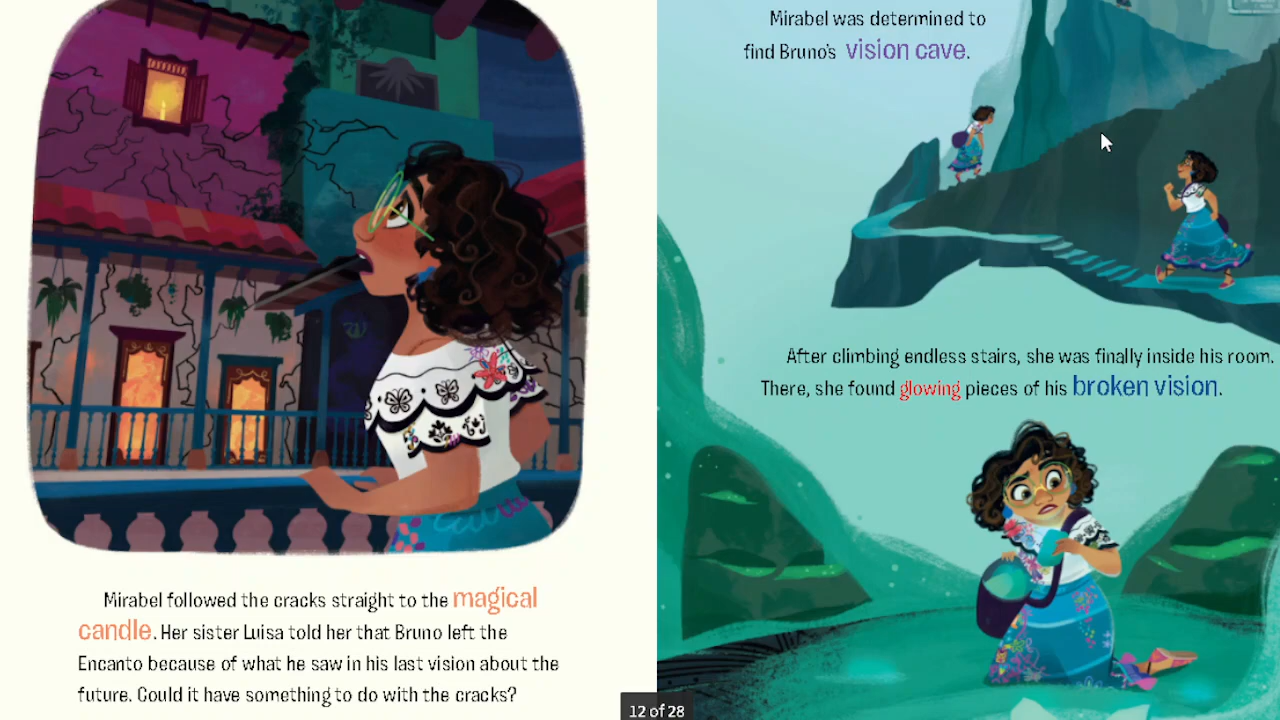 Mirabel followed the cracks straight to the magical
candle. Her sister Luisa told her that Bruno left the
Encanto because of what he saw in his last vision about the
future. Could it have something to do with the cracks?
Mirabel was determined to
find Bruno's vision cave.
After climbing endless stairs, she was finally inside his room.
There, she found glowing pieces of his broken vision.
12 of 28